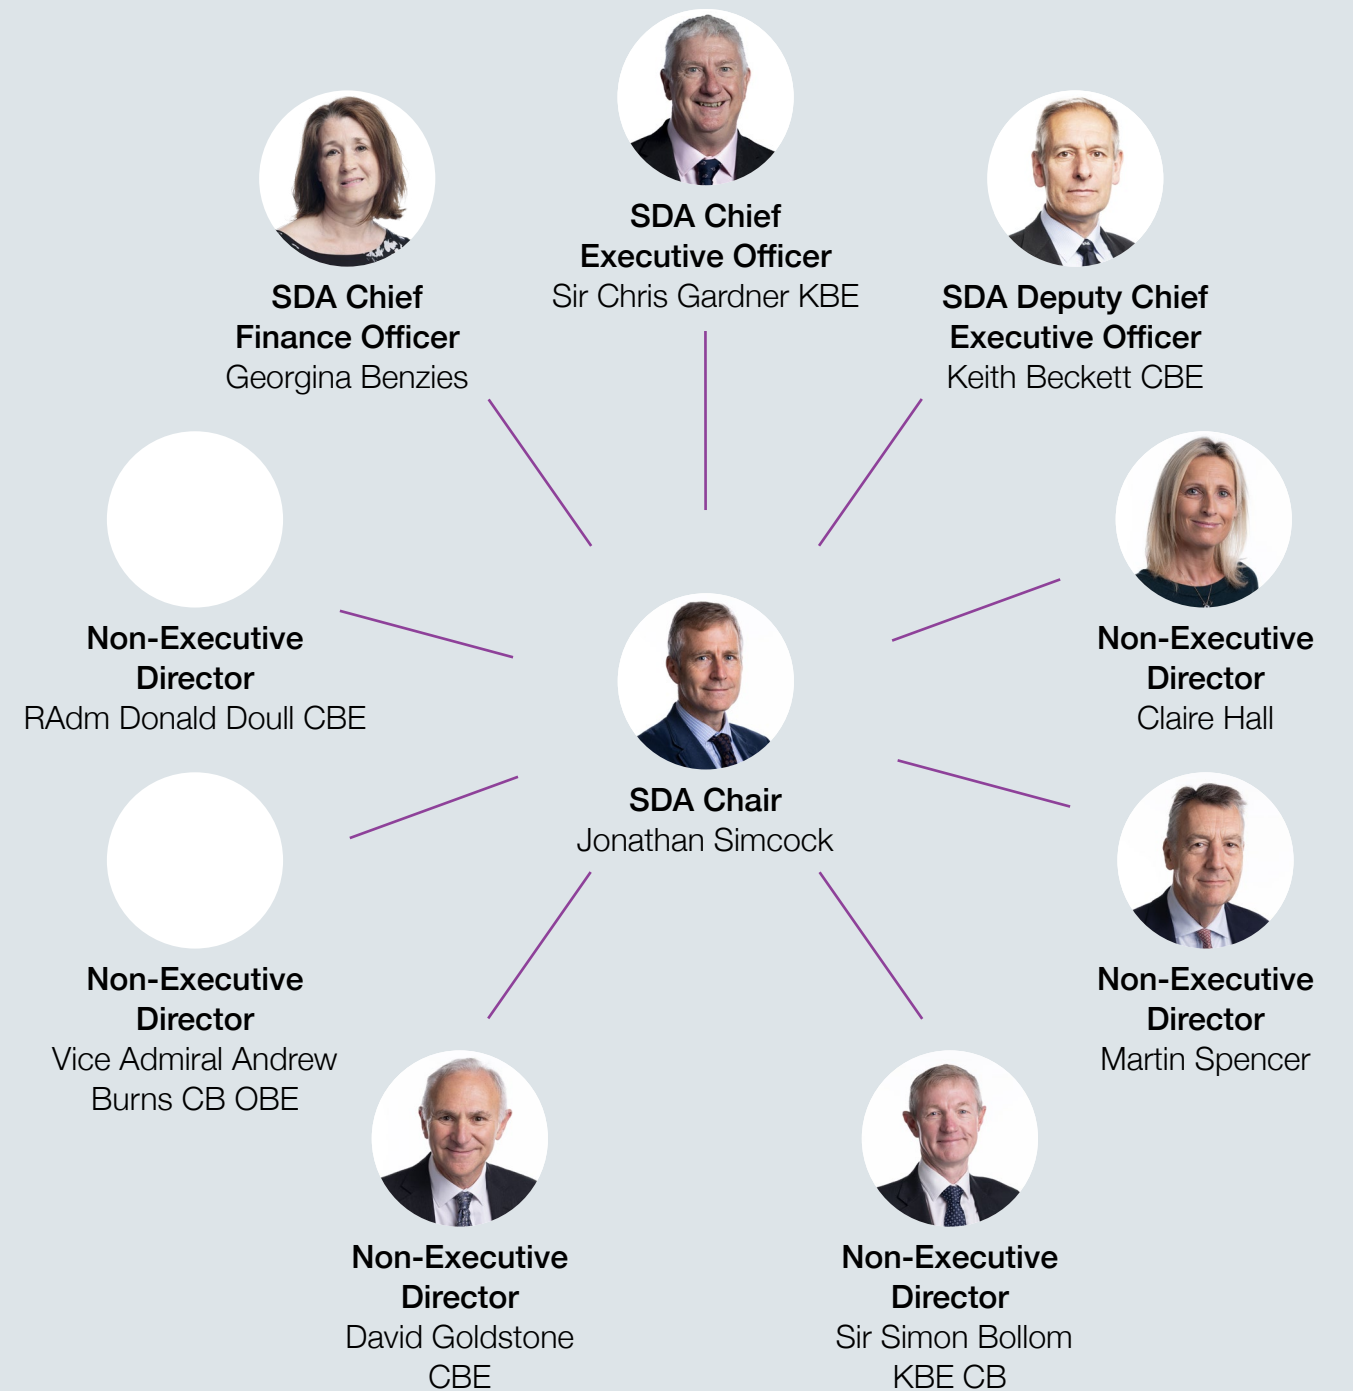 SDA Chief
Executive Officer
Sir Chris Gardner KBE
SDA Chief
Finance Officer
Georgina Benzies
SDA Deputy Chief
Executive Officer
Keith Beckett CBE
Non-Executive
Director
RAdm Donald Doull CBE
Non-Executive
Director
Claire Hall
SDA Chair
Jonathan Simcock
Non-Executive
Director
Vice Admiral Andrew
Burns CB OBE
Non-Executive
Director
Martin Spencer
Non-Executive
Director
David Goldstone
CBE
Non-Executive
Director
Sir Simon Bollom
KBE CB